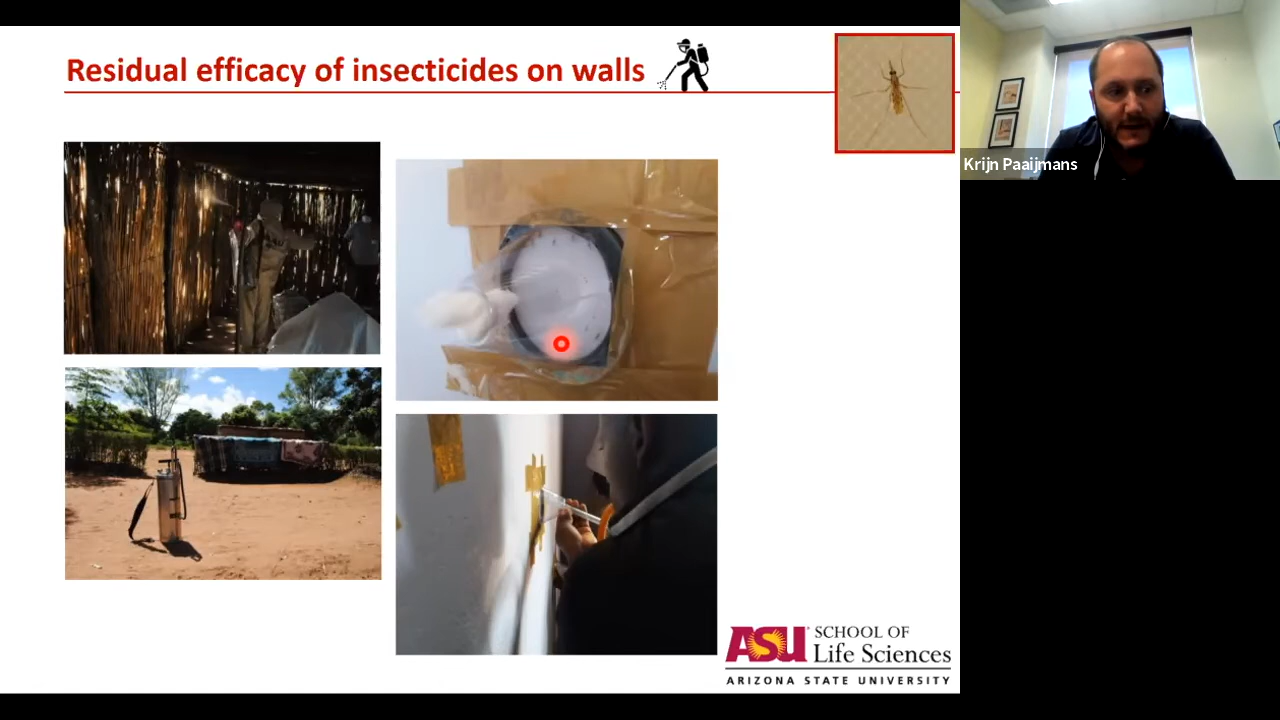 Residual efficacy of insecticides on walls
Krijn Paaijmans
ASU SCHOOL OF
Life Sciences
ARIZONA STATE UNIVERSITY